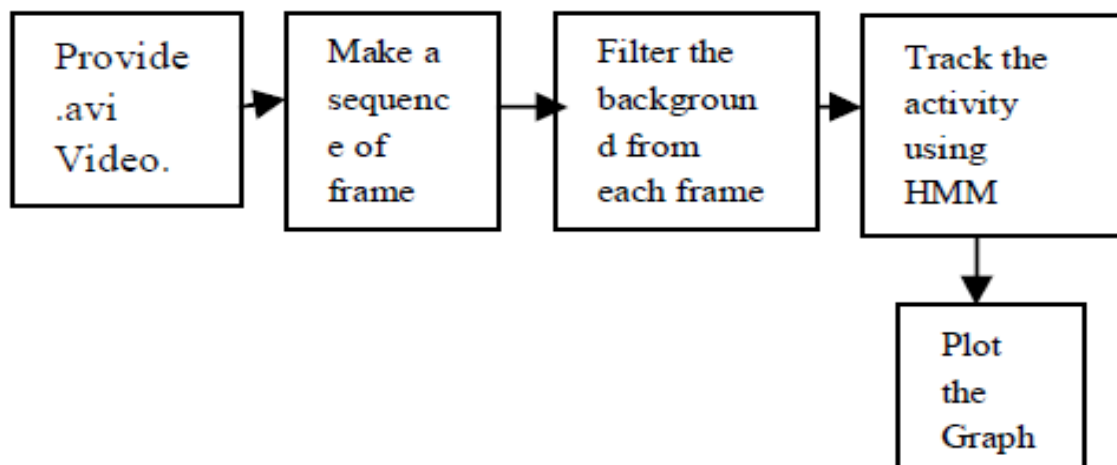 Provide
.avi
Video.
Make a
sequenc
e of
frame
Filter the
backgroun
d from
each frame
Track the
activity
using
HMM
Plot
the
Graph